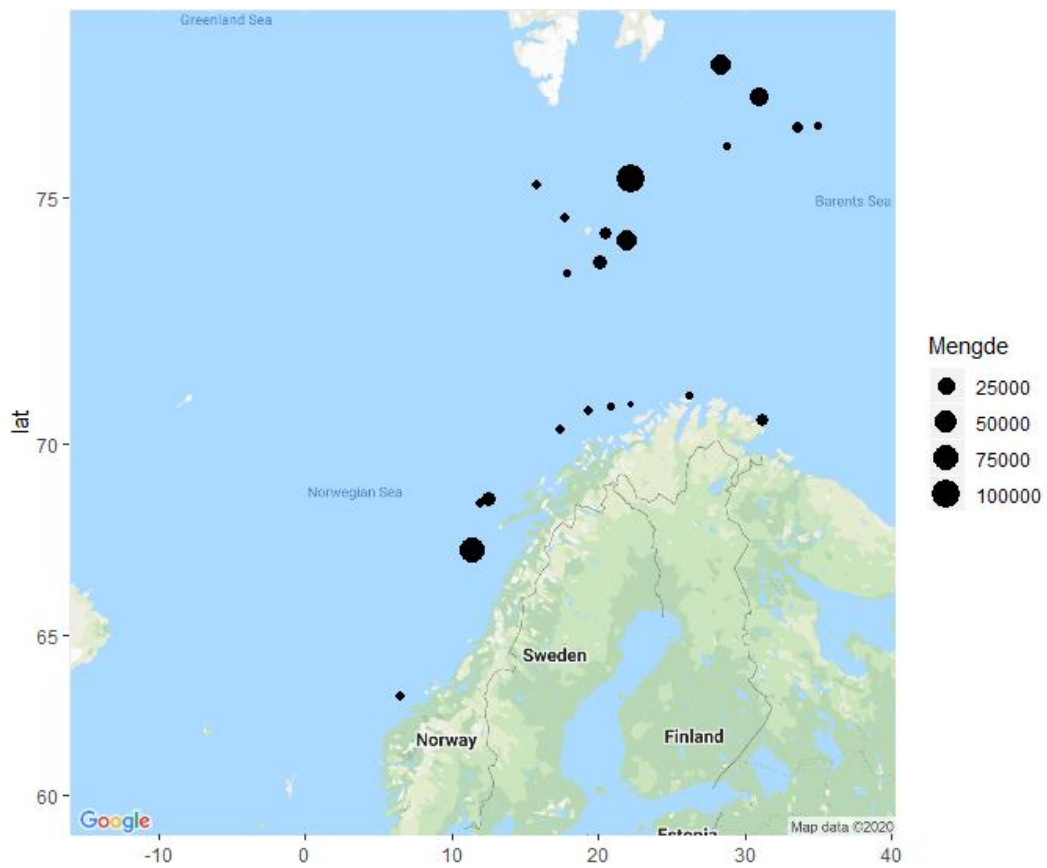 Greenland Sea
75
Barents Sea
Mengde
25000
50000
75000
100000
lat
70
Norwegian Sea
65
Sweden
Norway
Finland
60
Google
Estonia
Map data ©2020
-10
0
10
20
30
40